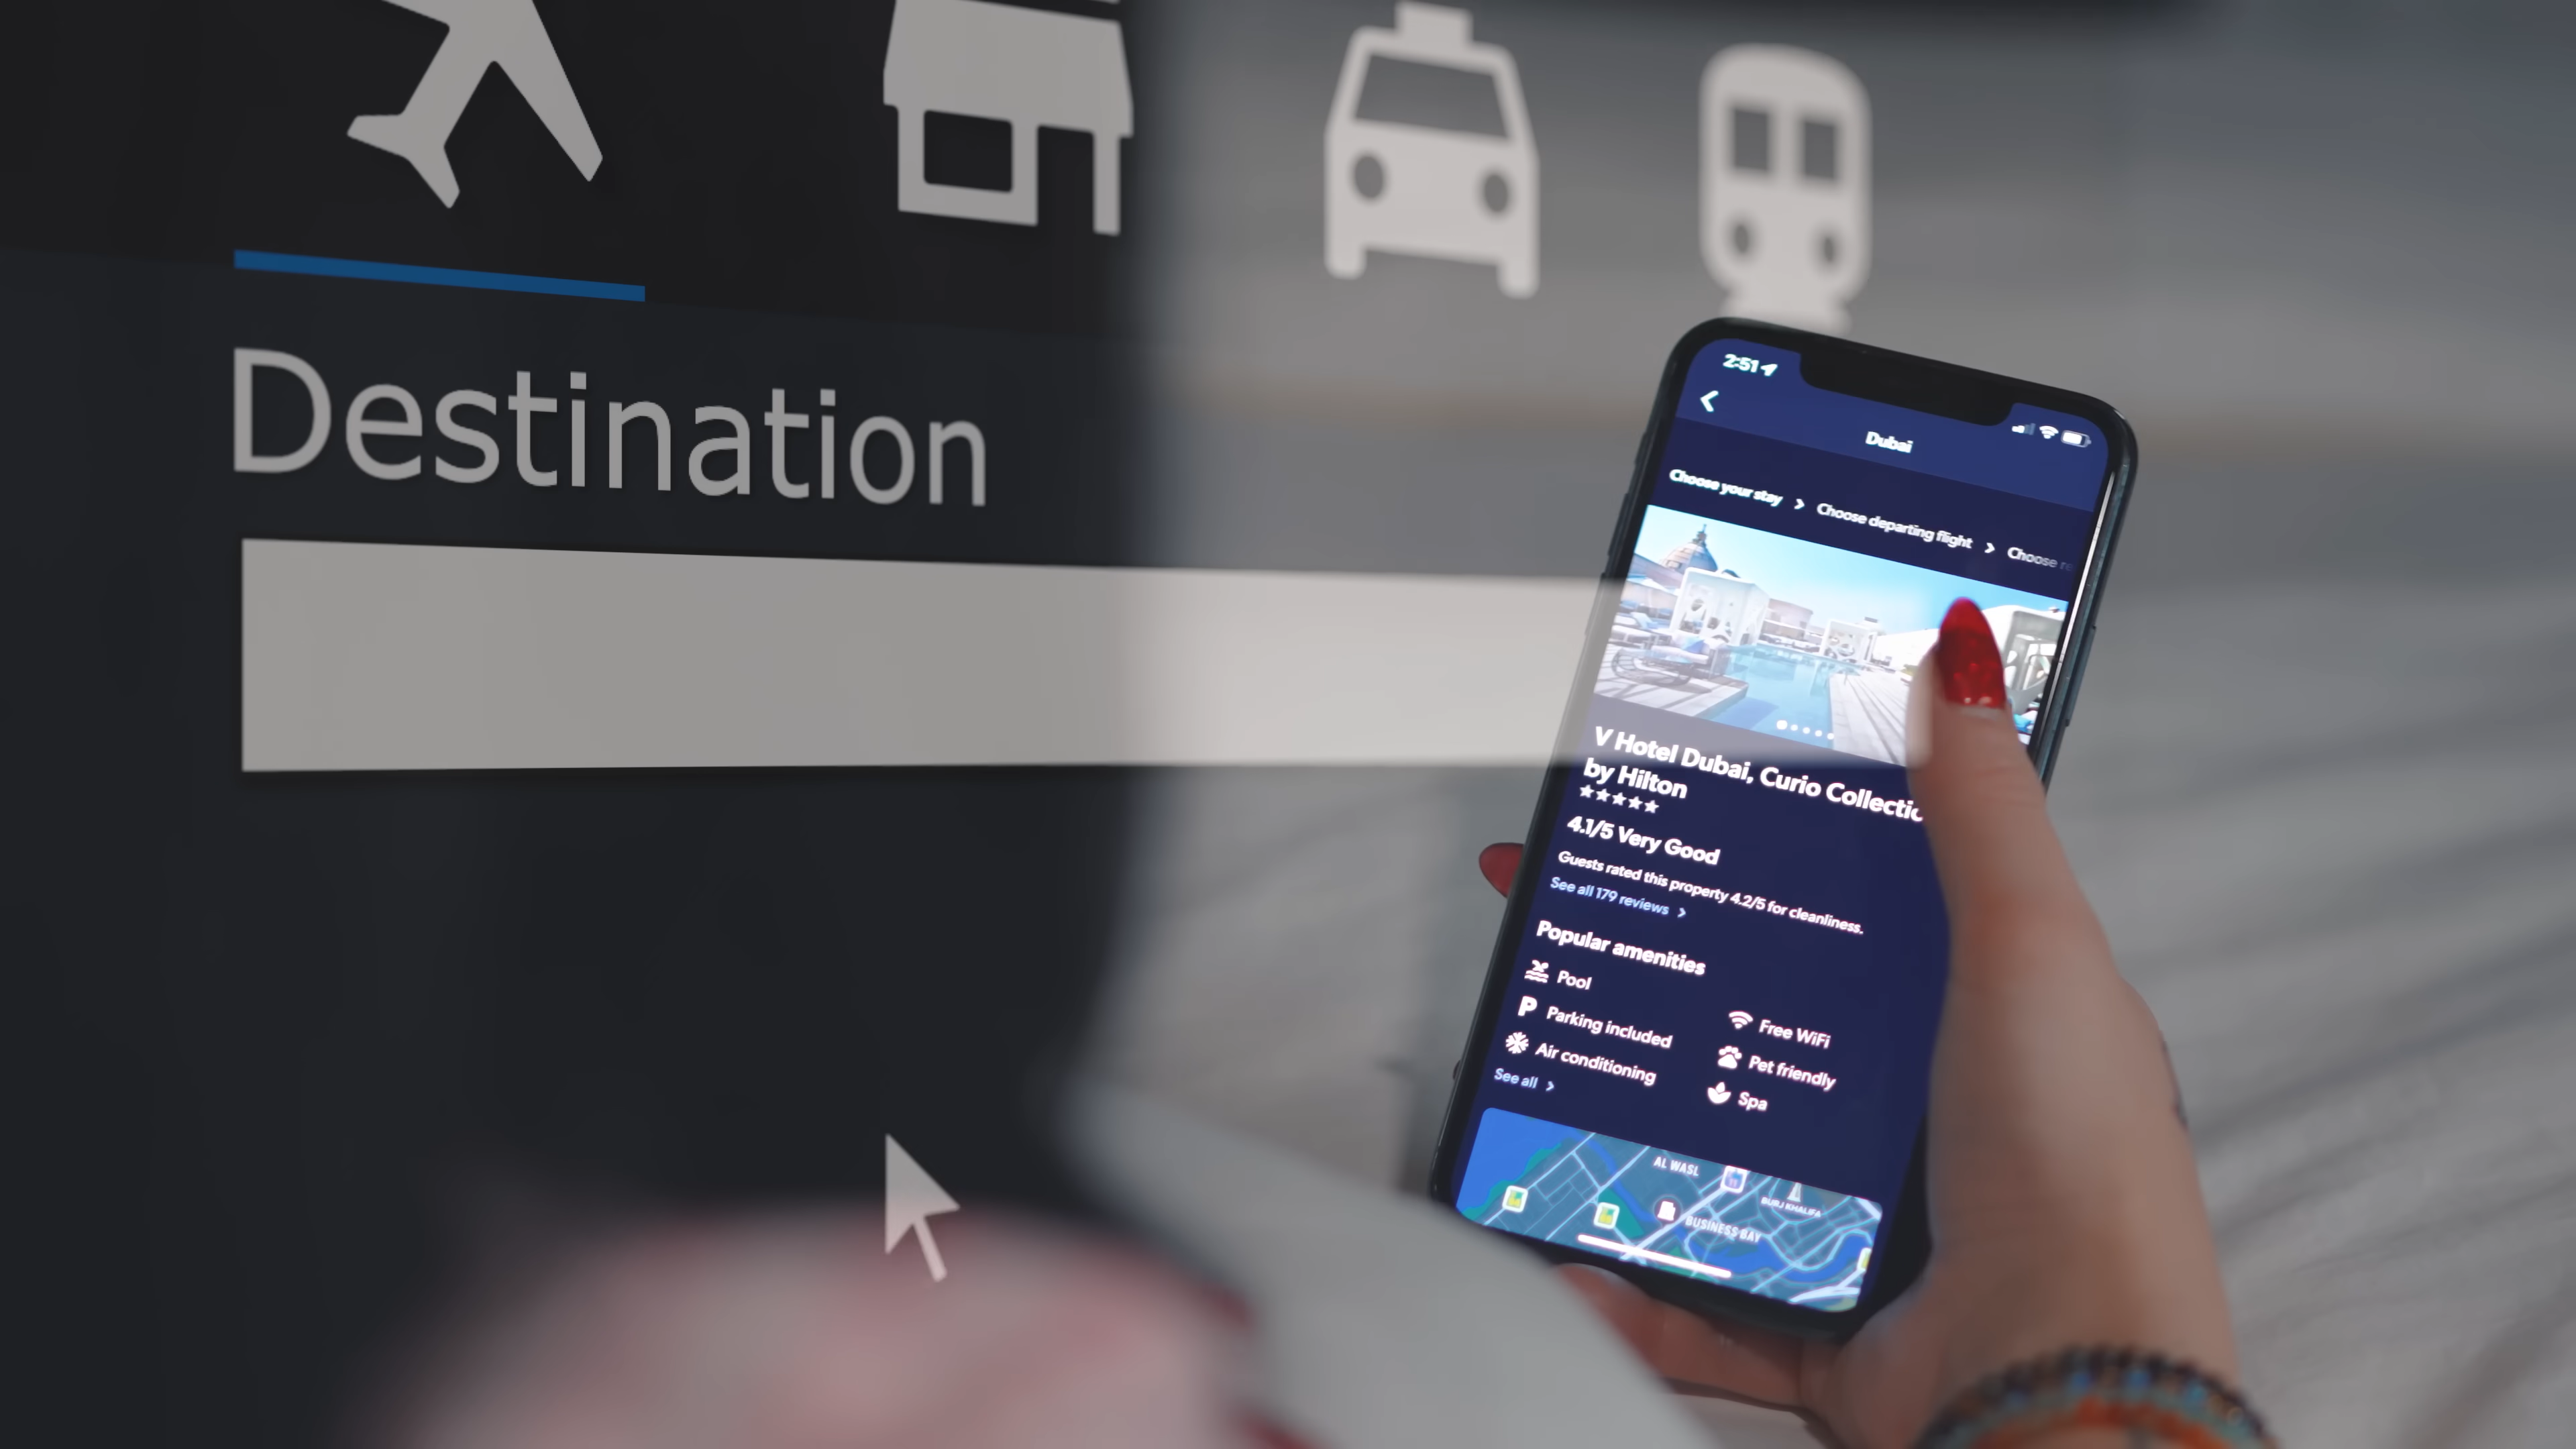 Destination
2:51
Dubai
Choose your stay > Choose departing flight > Choose
V Hotel Dubai, Curio
by Hilton
★★★★★
4.1/5 Very Good
Guests rated this property 4.2/5 for cleanliness.
See all 179 reviews >
Popular amenities
Pool
P Parking included
Air conditioning
Free WiFi
Pet friendly
Spa
See all >
AL WASL
BURJ KHALIFA
BUSINESS BAY